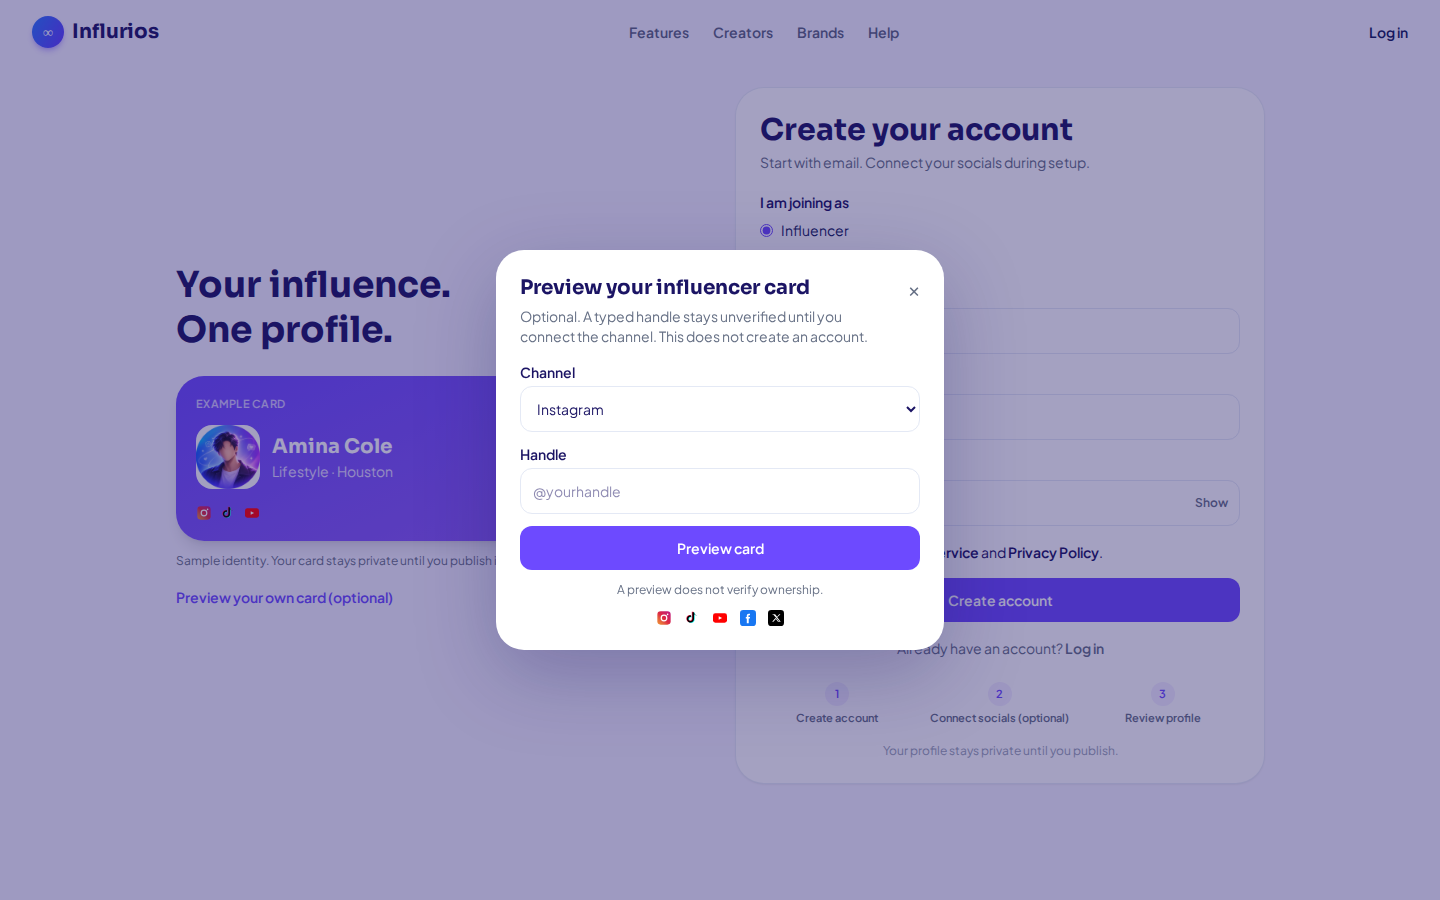 ∞ Influrios
Features Creators Brands Help
Log in
Your influence.
One profile.
EXAMPLE CARD
Amina Cole
Lifestyle · Houston
Sample identity. Your card stays private until you publish
Preview your own card (optional)
Create your account
Start with email. Connect your socials during setup.
I am joining as
Influencer
Show
and Privacy Policy.
Create account
Already have an account? Log in
1 2 3
Create account Connect socials (optional) Review profile
Your profile stays private until you publish.
Preview your influencer card
×
Optional. A typed handle stays unverified until you
connect the channel. This does not create an account.
Channel
Instagram
Handle
@yourhandle
Preview card
A preview does not verify ownership.